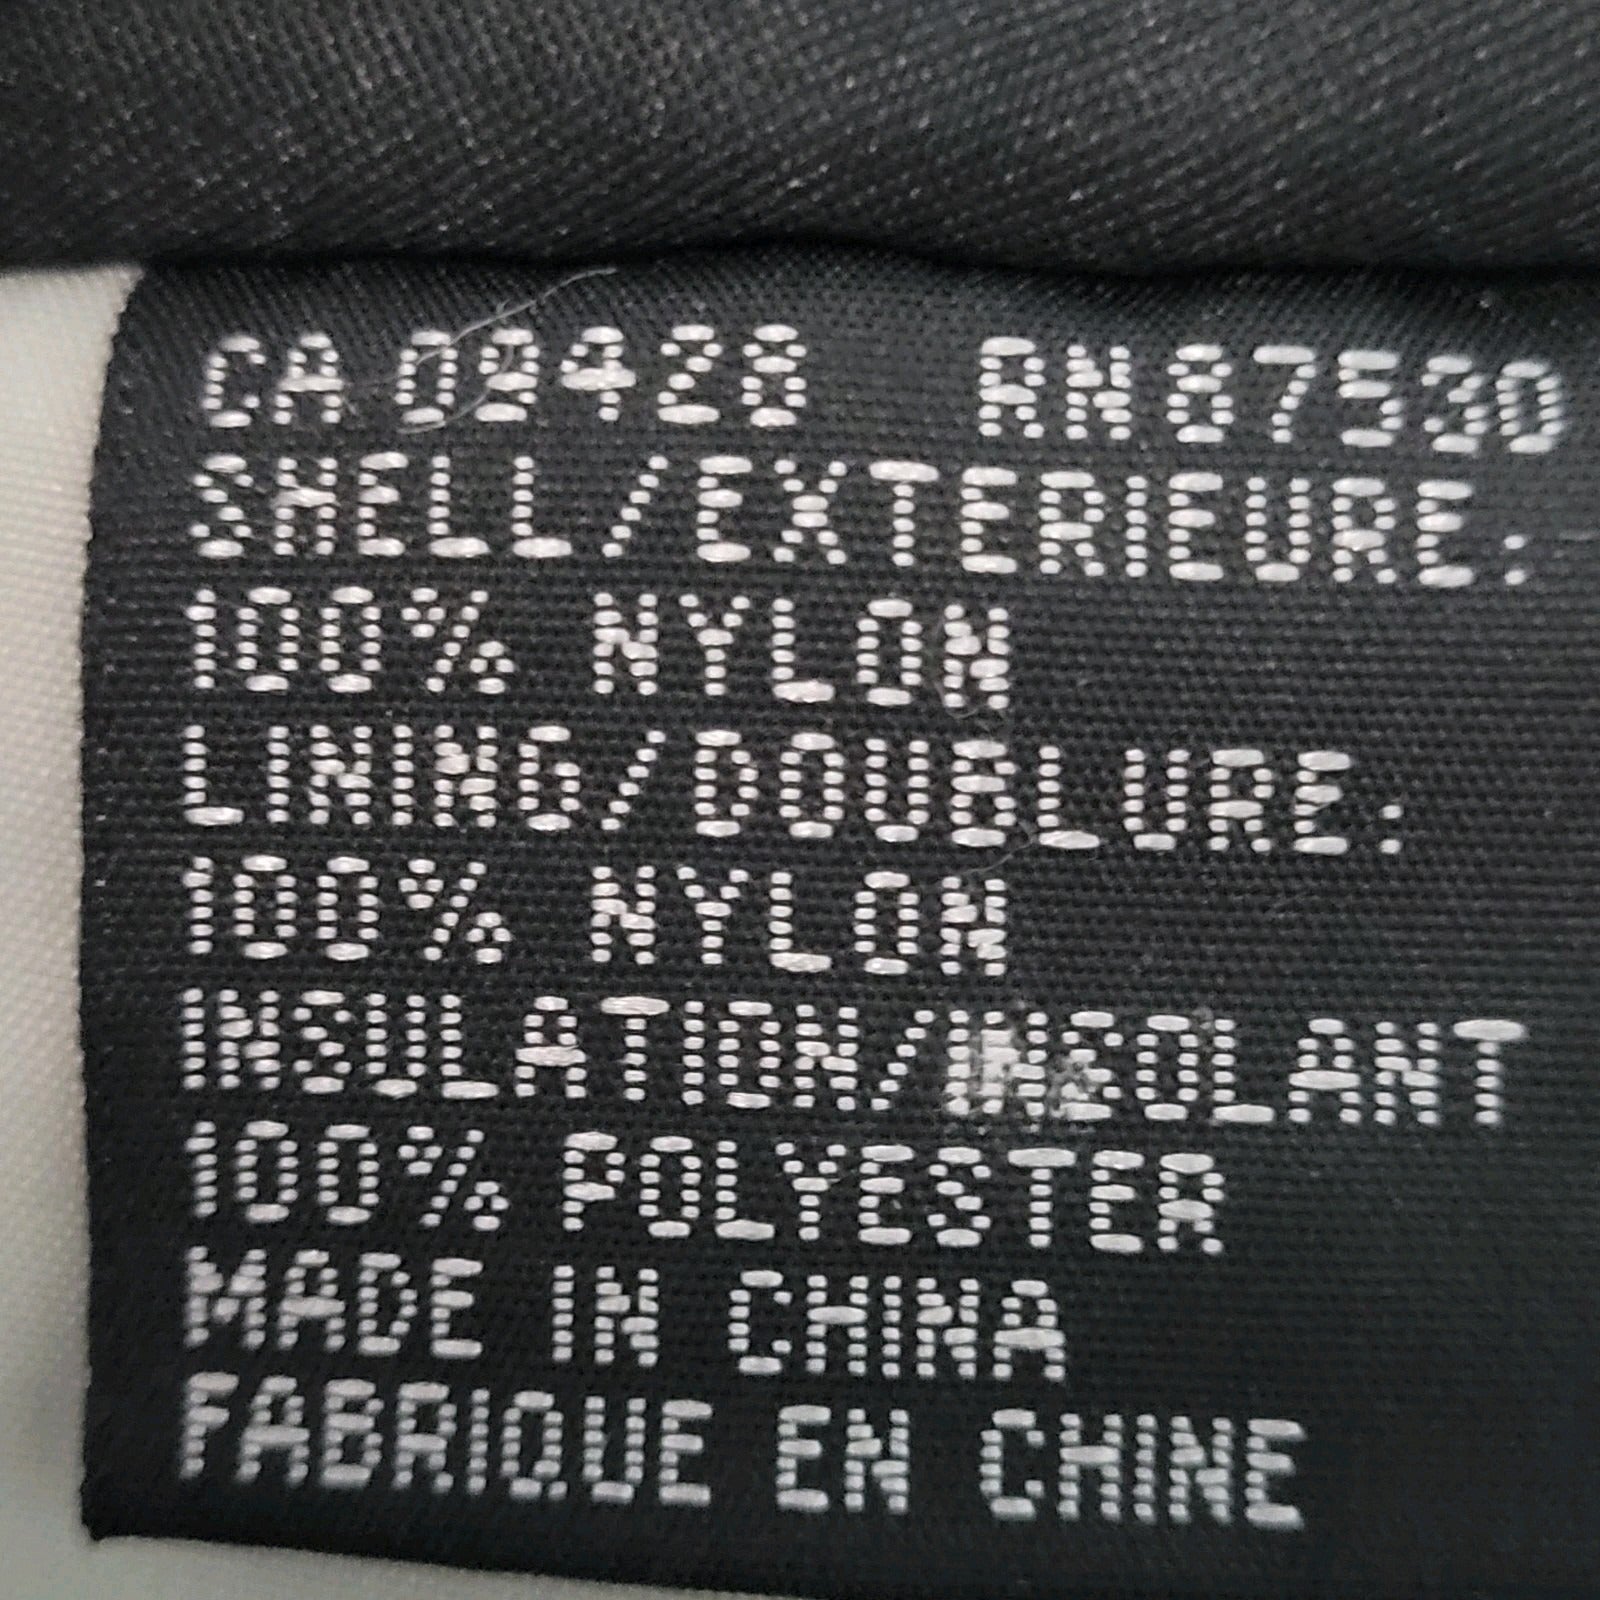 CA 09428 RN 87530
SHELL/EXTERIEURE:
100% NYLON
LINING/DOUBLURE:
100% NYLON
INSULATION/INSOLANT
100% POLYESTER
MADE IN CHINA
FABRIQUE EN CHINE